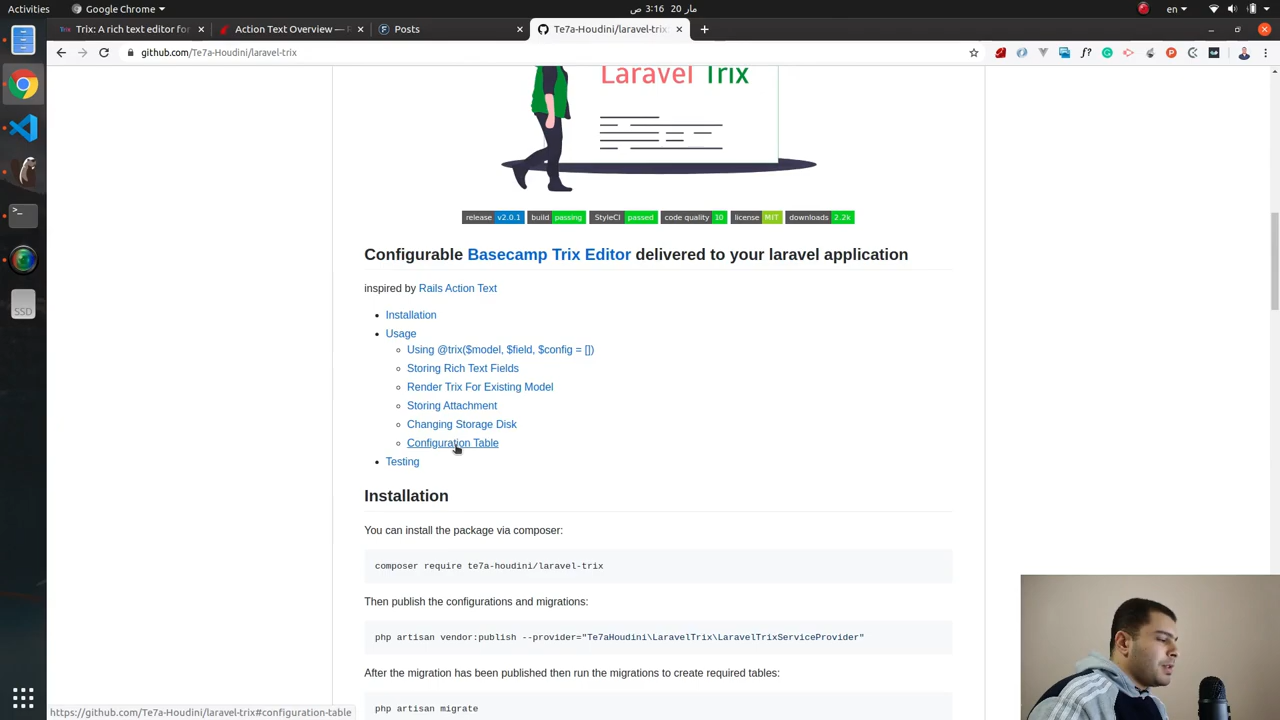 Activities
Google Chrome
مار 20  3:16 ص
en
Trix: A rich text editor for
Action Text Overview — R
Posts
Te7a-Houdini/laravel-trix:
github.com/Te7a-Houdini/laravel-trix
Laravel Trix
release v2.0.1 build passing StyleCI passed code quality 10 license MIT downloads 2.2k
Configurable Basecamp Trix Editor delivered to your laravel application
inspired by Rails Action Text
Installation
Usage
Using @trix($model, $field, $config = [])
Storing Rich Text Fields
Render Trix For Existing Model
Storing Attachment
Changing Storage Disk
Configuration Table
Testing
Installation
You can install the package via composer:
composer require te7a-houdini/laravel-trix
Then publish the configurations and migrations:
php artisan vendor:publish --provider="Te7aHoudini\LaravelTrix\LaravelTrixServiceProvider"
After the migration has been published then run the migrations to create required tables:
php artisan migrate
SSD
https://github.com/Te7a-Houdini/laravel-trix#configuration-table